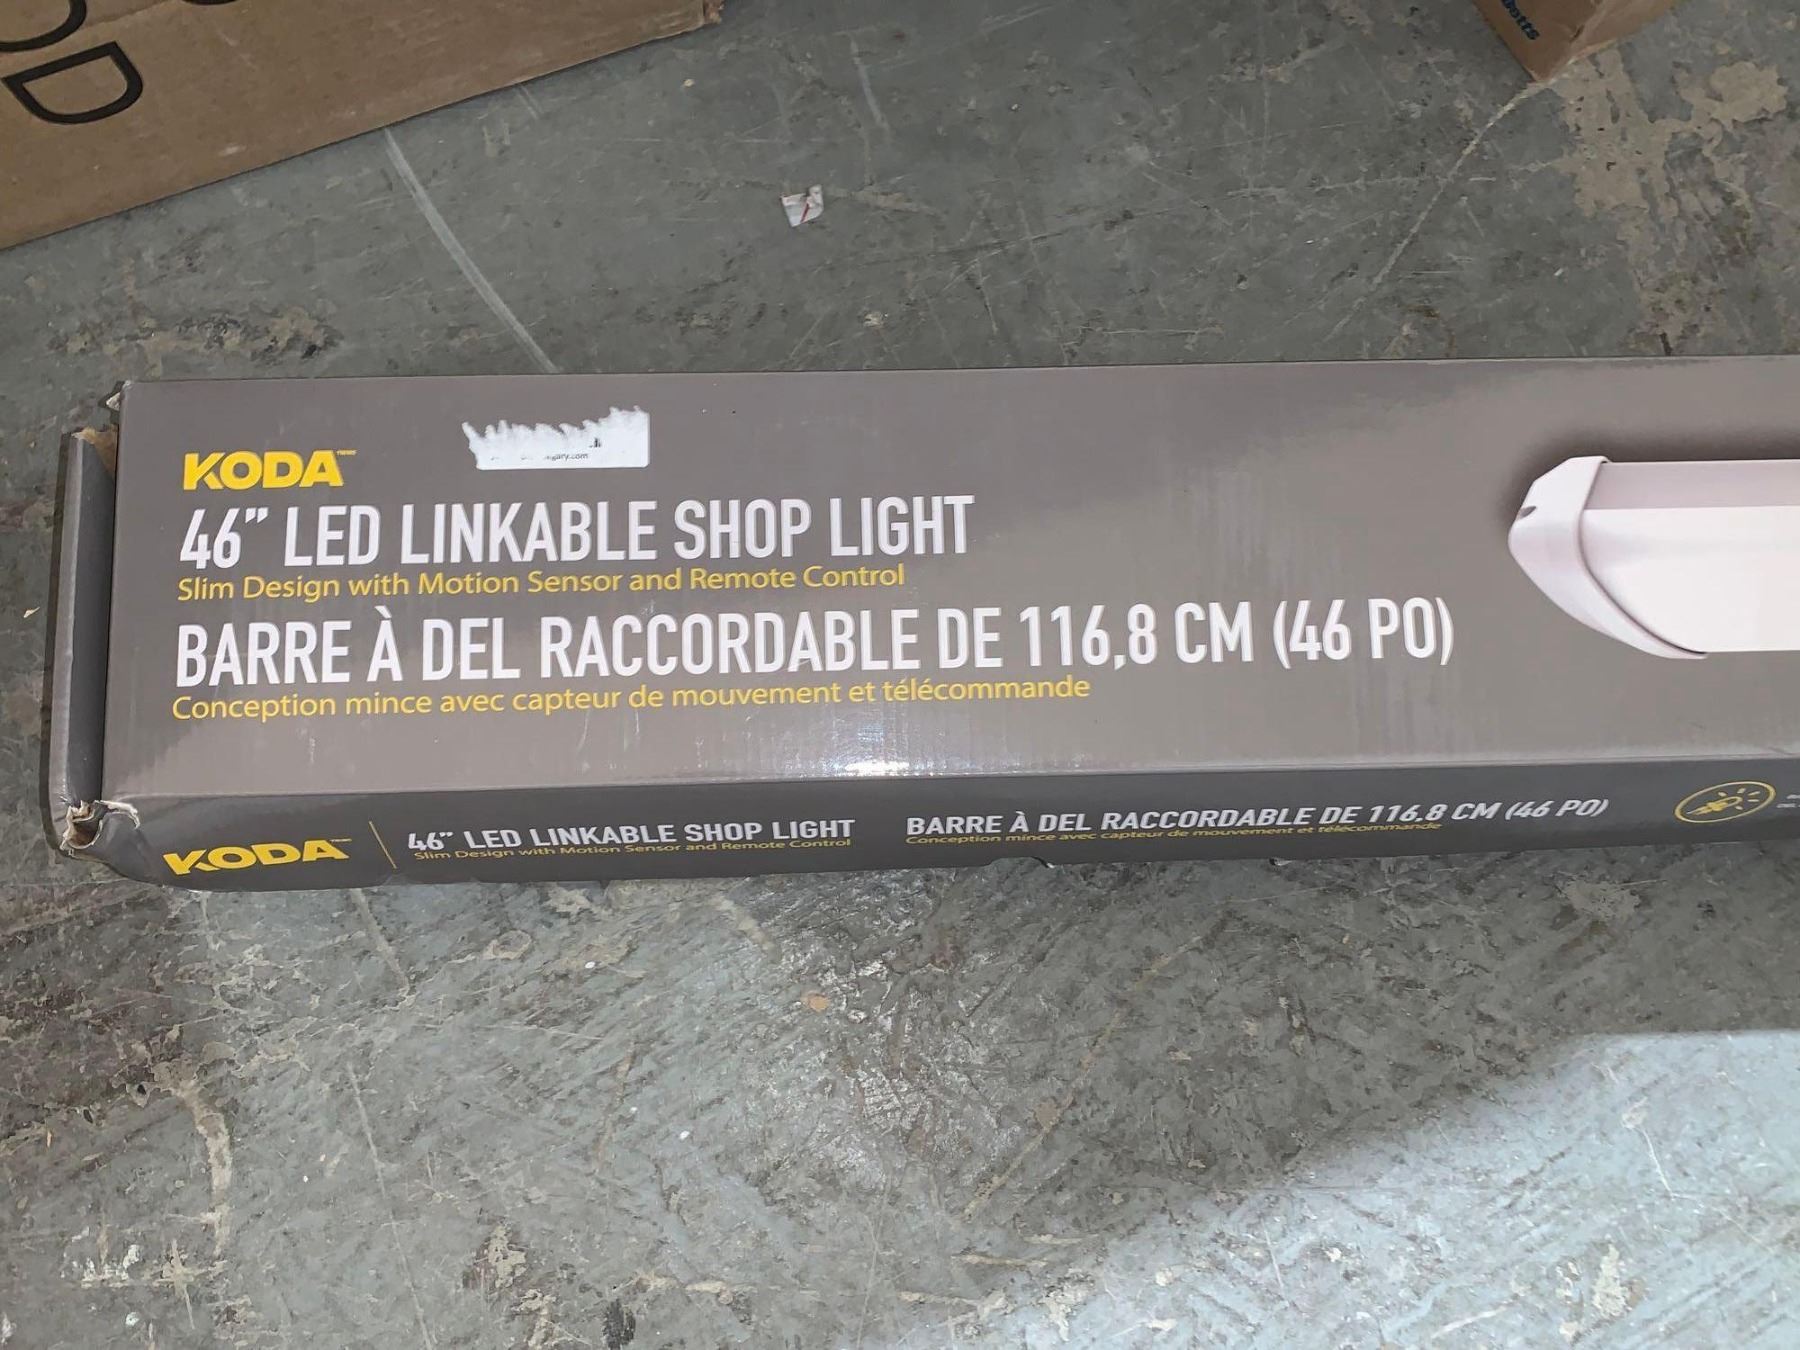 KODA™
46" LED LINKABLE SHOP LIGHT
Slim Design with Motion Sensor and Remote Control
BARRE À DEL RACCORDABLE DE 116,8 CM (46 PO)
Conception mince avec capteur de mouvement et télécommande
KODA™
46" LED LINKABLE SHOP LIGHT
Slim Design with Motion Sensor and Remote Control
BARRE À DEL RACCORDABLE DE 116,8 CM (46 PO)
Conception mince avec capteur de mouvement et télécommande